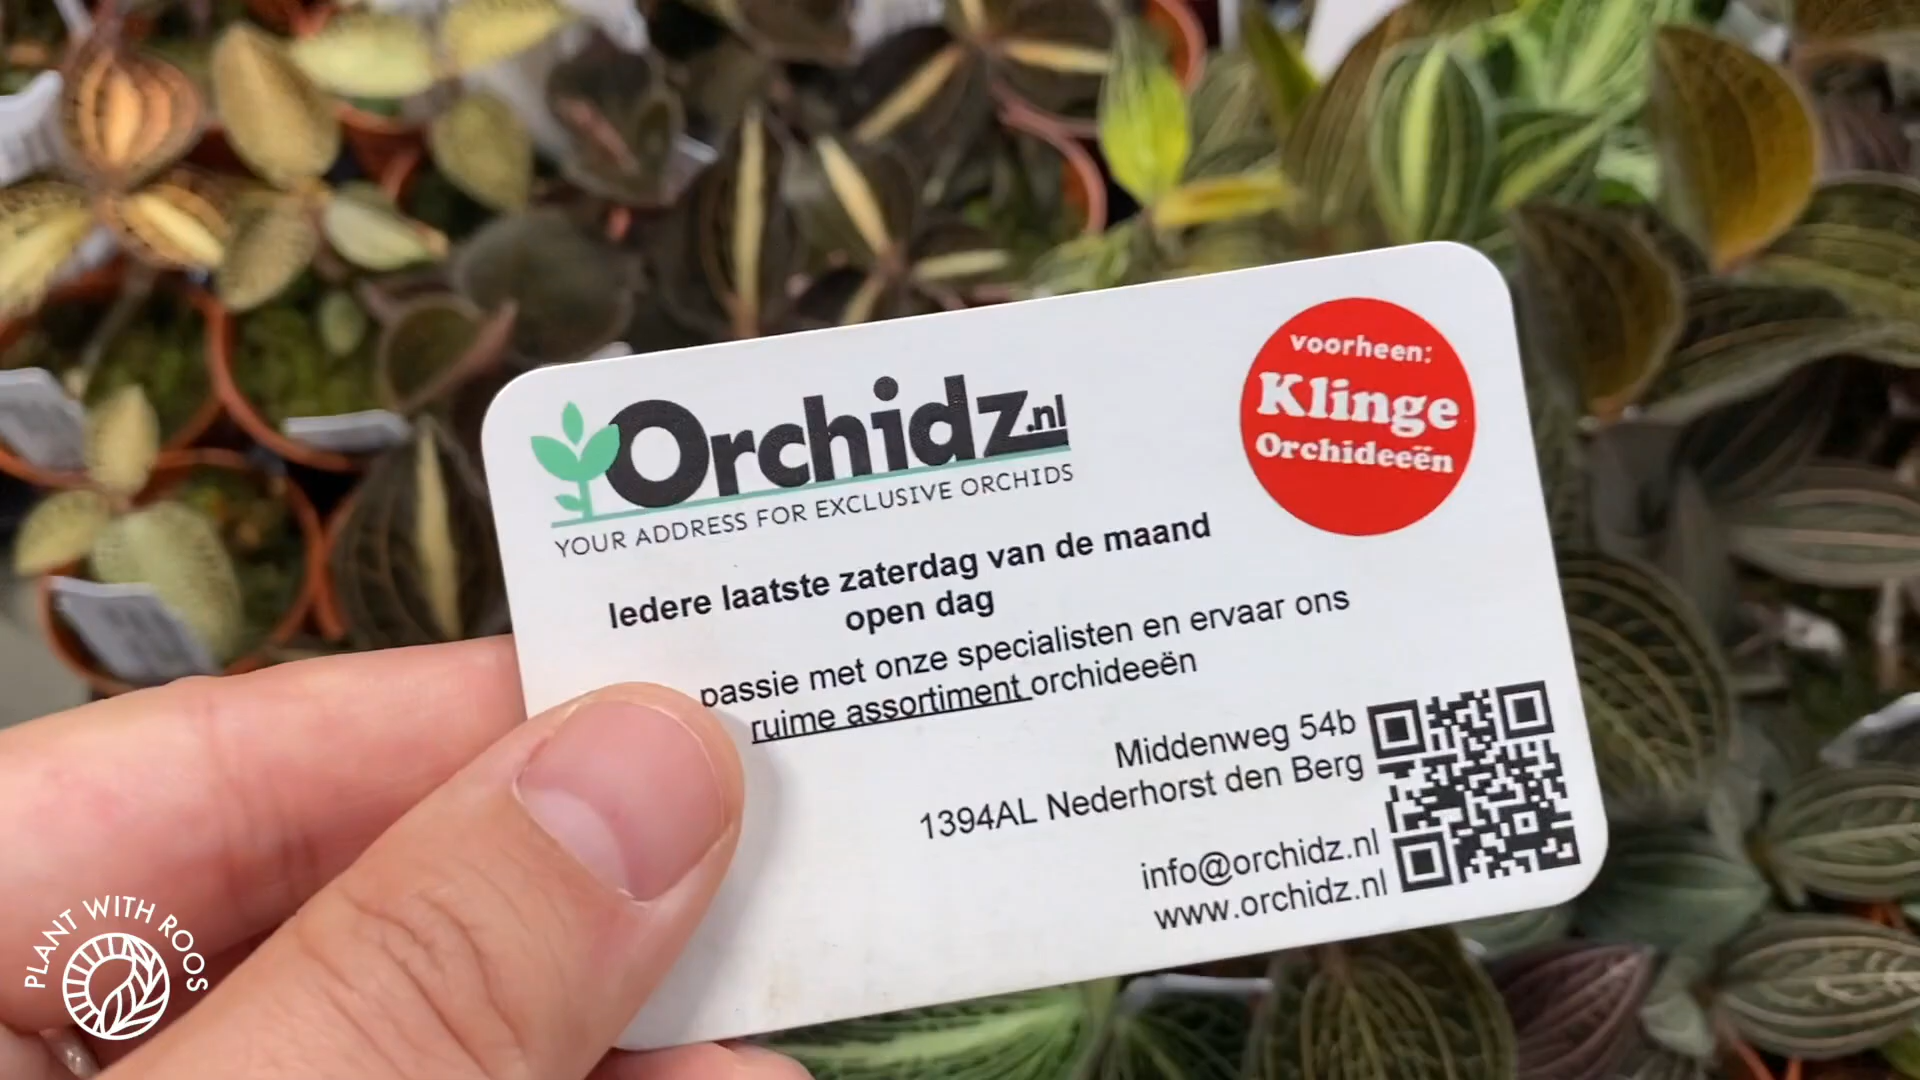 Orchidz.nl
YOUR ADDRESS FOR EXCLUSIVE ORCHIDS
voorheen:
Klinge
Orchideeën
Iedere laatste zaterdag van de maand
open dag
passie met onze specialisten en ervaar ons
ruime assortiment orchideeën
Middenweg 54b
1394AL Nederhorst den Berg
info@orchidz.nl
www.orchidz.nl
PLANT WITH ROOS